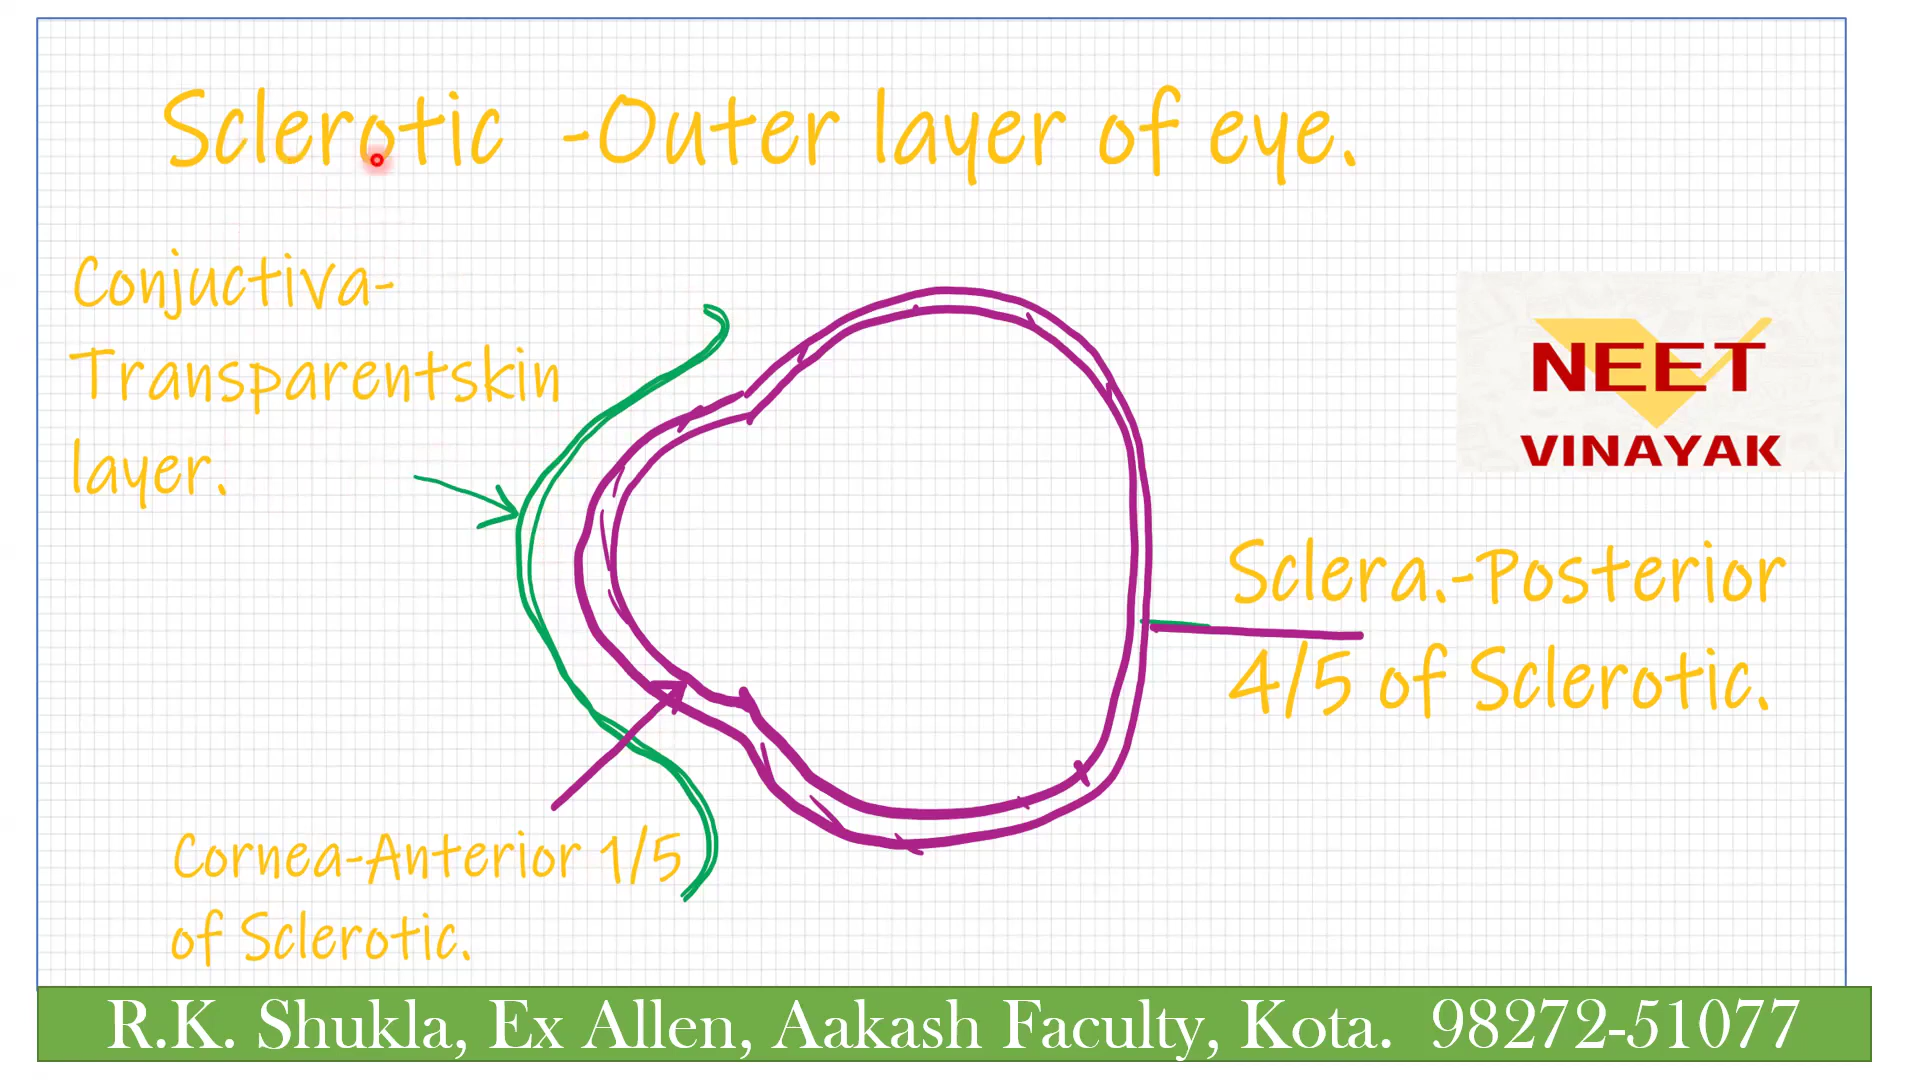 Sclerotic -Outer layer of eye.
Conjuctiva-
Transparentskin
layer.
NEET
VINAYAK
Sclera.-Posterior
4/5 of Sclerotic.
Cornea-Anterior 1/5
of Sclerotic.
R.K. Shukla, Ex Allen, Aakash Faculty, Kota. 98272-51077